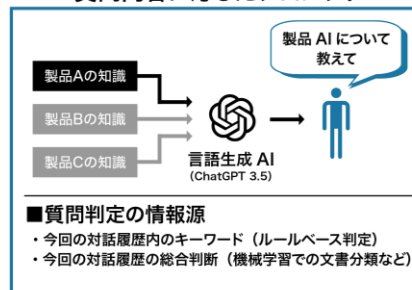 製品 AI について
教えて
製品Aの知識
製品Bの知識
製品Cの知識
言語生成 AI
(ChatGPT 3.5)
■質問判定の情報源
・今回の対話履歴内のキーワード（ルールベース判定）
・今回の対話履歴の総合判断（機械学習での文書分類など）